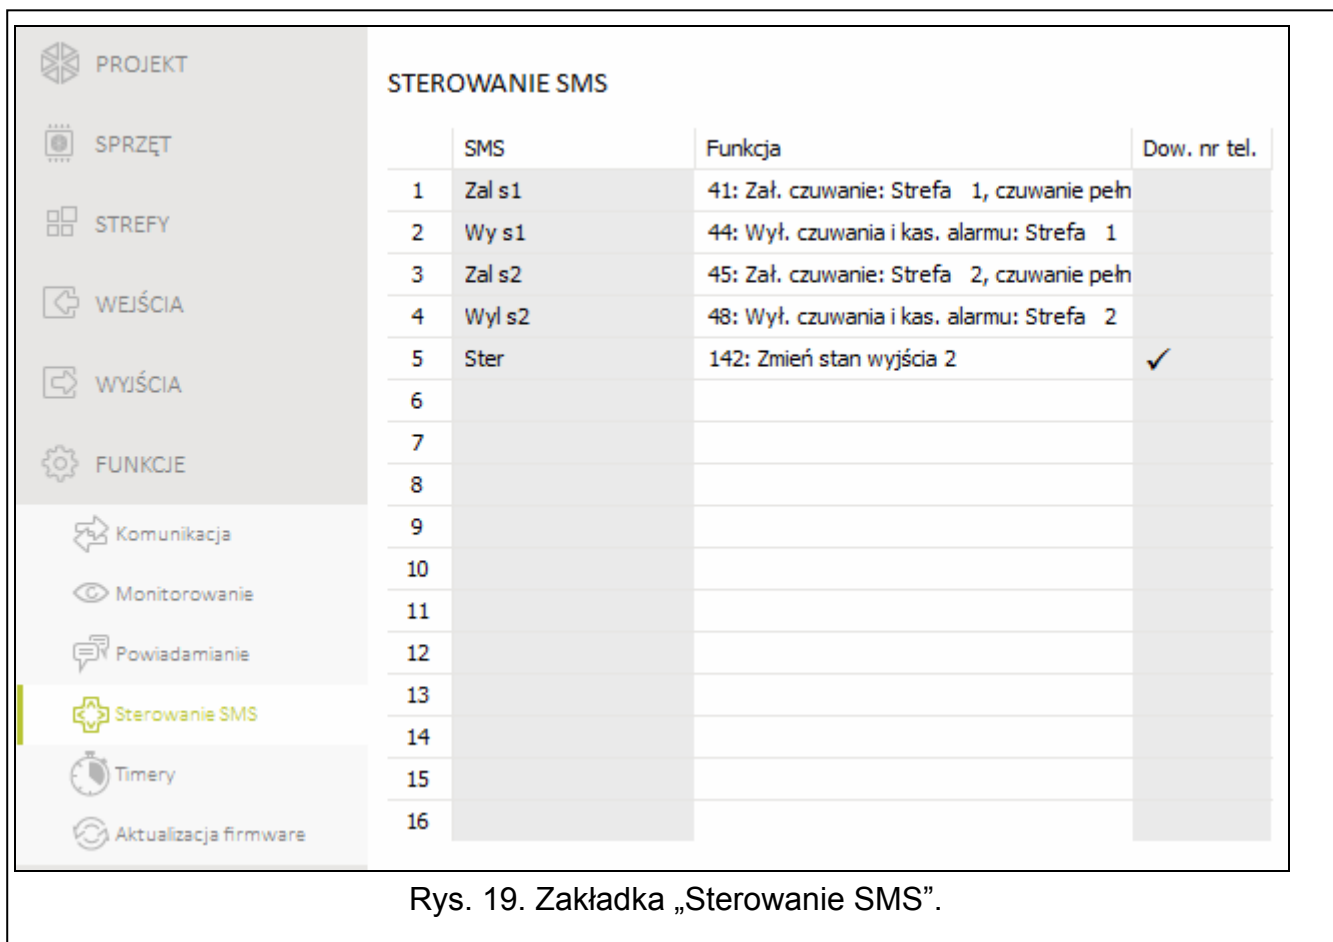 PROJEKT
SPRZĘT
STREFY
WEJŚCIA
WYJŚCIA
FUNKCJE
Komunikacja
Monitorowanie
Powiadamianie
Sterowanie SMS
Timery
Aktualizacja firmware
STEROWANIE SMS
SMS Funkcja Dow. nr tel.
1 Zal s1 41: Zał. czuwanie: Strefa 1, czuwanie pełn
2 Wy s1 44: Wył. czuwania i kas. alarmu: Strefa 1
3 Zal s2 45: Zał. czuwanie: Strefa 2, czuwanie pełn
4 Wyl s2 48: Wył. czuwania i kas. alarmu: Strefa 2
5 Ster 142: Zmień stan wyjścia 2 ✓
6
7
8
9
10
11
12
13
14
15
16
Rys. 19. Zakładka „Sterowanie SMS”.